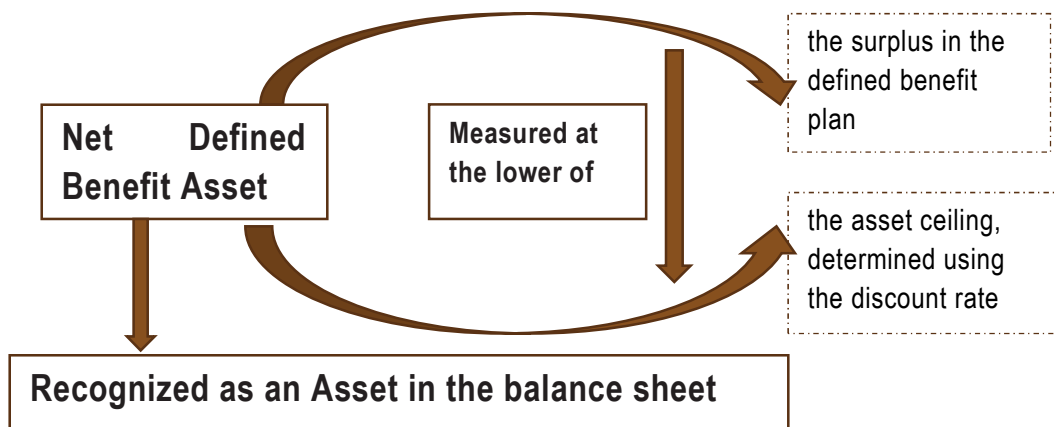 Net Defined
Benefit Asset
Measured at
the lower of
the surplus in the
defined benefit
plan
the asset ceiling,
determined using
the discount rate
Recognized as an Asset in the balance sheet